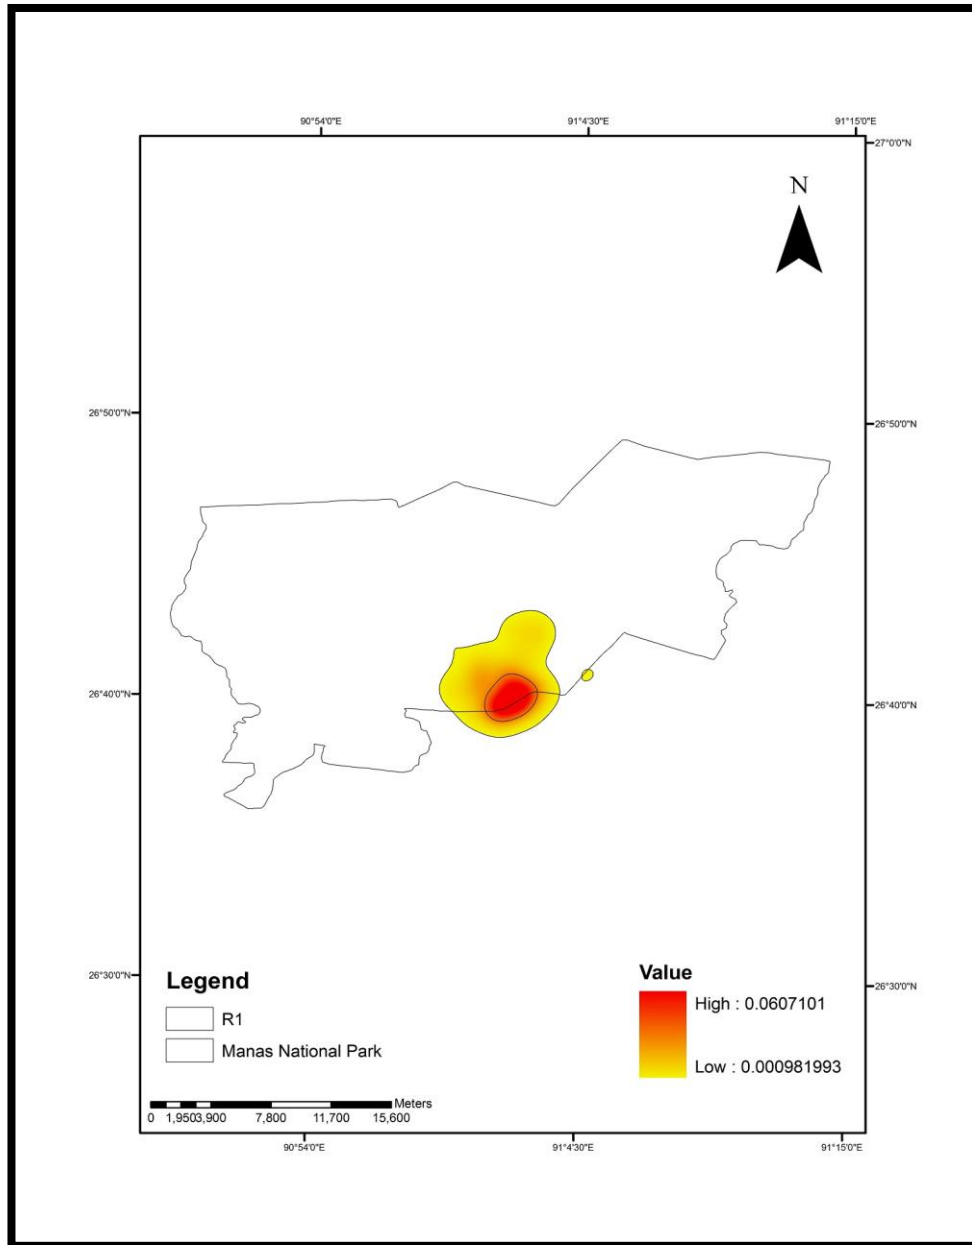 90°54'0"E 91°4'30"E 91°15'0"E
27°0'0"N
N
26°50'0"N 26°50'0"N
26°40'0"N 26°40'0"N
26°30'0"N 26°30'0"N
Legend
R1
Manas National Park
Value
High : 0.0607101
Low : 0.000981993
Meters
0 1,950 3,900 7,800 11,700 15,600
90°54'0"E 91°4'30"E 91°15'0"E